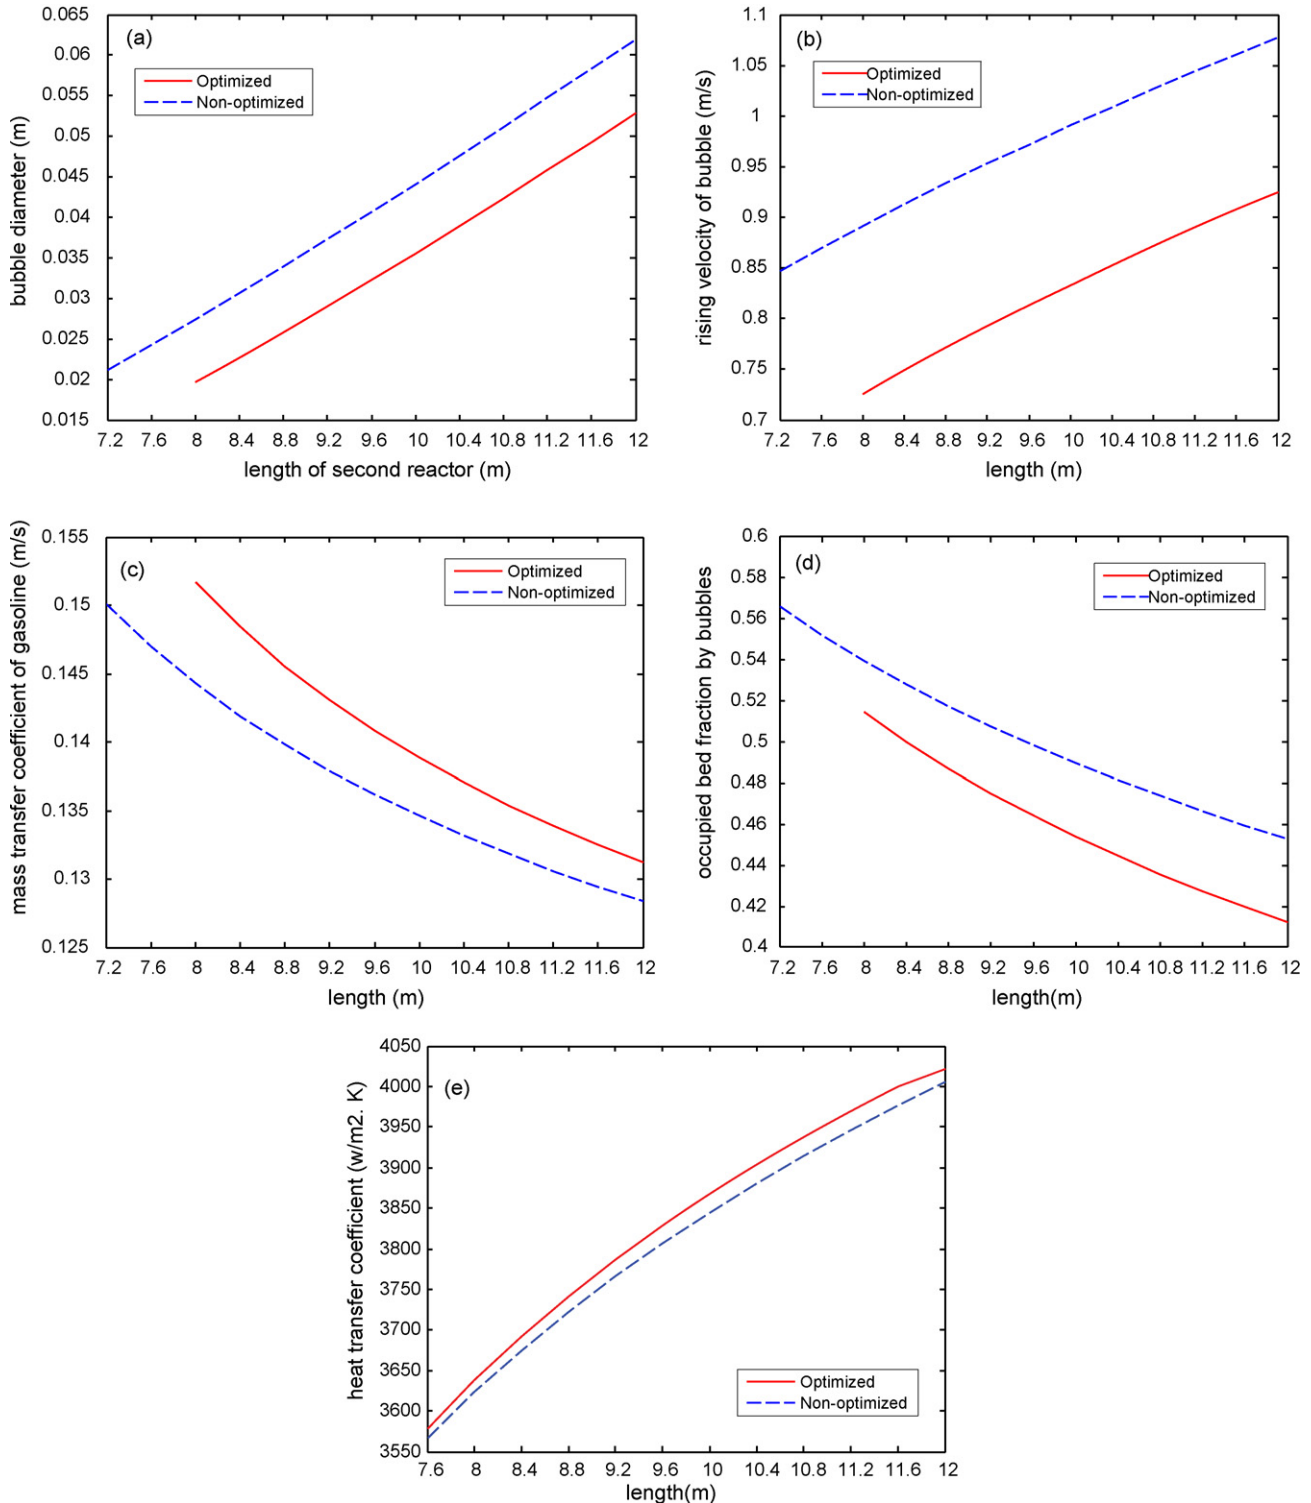 (a)
Optimized
Non-optimized
bubble diameter (m)
0.065
0.06
0.055
0.05
0.045
0.04
0.035
0.03
0.025
0.02
0.015
7.2 7.6 8 8.4 8.8 9.2 9.6 10 10.4 10.8 11.2 11.6 12
length of second reactor (m)
(b)
Optimized
Non-optimized
rising velocity of bubble (m/s)
1.1
1.05
1
0.95
0.9
0.85
0.8
0.75
0.7
7.2 7.6 8 8.4 8.8 9.2 9.6 10 10.4 10.8 11.2 11.6 12
length (m)
(c)
Optimized
Non-optimized
mass transfer coefficient of gasoline (m/s)
0.155
0.15
0.145
0.14
0.135
0.13
0.125
7.2 7.6 8 8.4 8.8 9.2 9.6 10 10.4 10.8 11.2 11.6 12
length (m)
(d)
Optimized
Non-optimized
occupied bed fraction by bubbles
0.6
0.58
0.56
0.54
0.52
0.5
0.48
0.46
0.44
0.42
0.4
7.2 7.6 8 8.4 8.8 9.2 9.6 10 10.4 10.8 11.2 11.6 12
length(m)
(e)
Optimized
Non-optimized
heat transfer coefficient (w/m2. K)
4050
4000
3950
3900
3850
3800
3750
3700
3650
3600
3550
7.6 8 8.4 8.8 9.2 9.6 10 10.4 10.8 11.2 11.6 12
length(m)